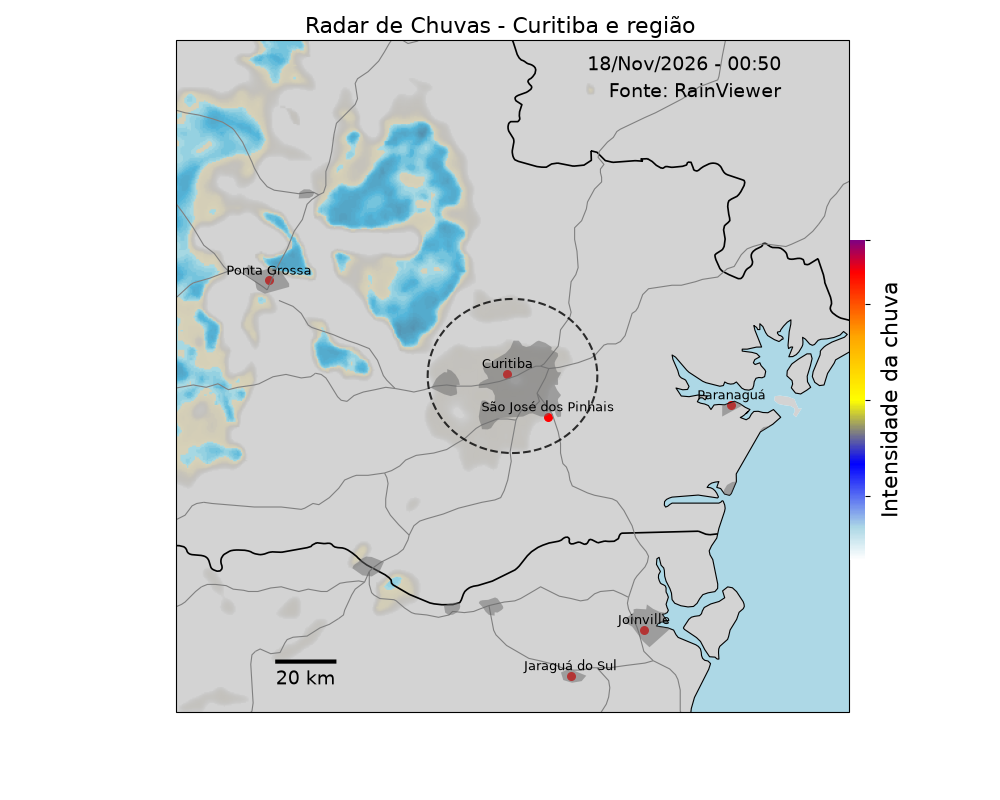 Radar de Chuvas - Curitiba e região
18/Nov/2026 - 00:50
Fonte: RainViewer
Ponta Grossa
Curitiba
São José dos Pinhais
Paranaguá
Intensidade da chuva
Joinville
Jaraguá do Sul
20 km